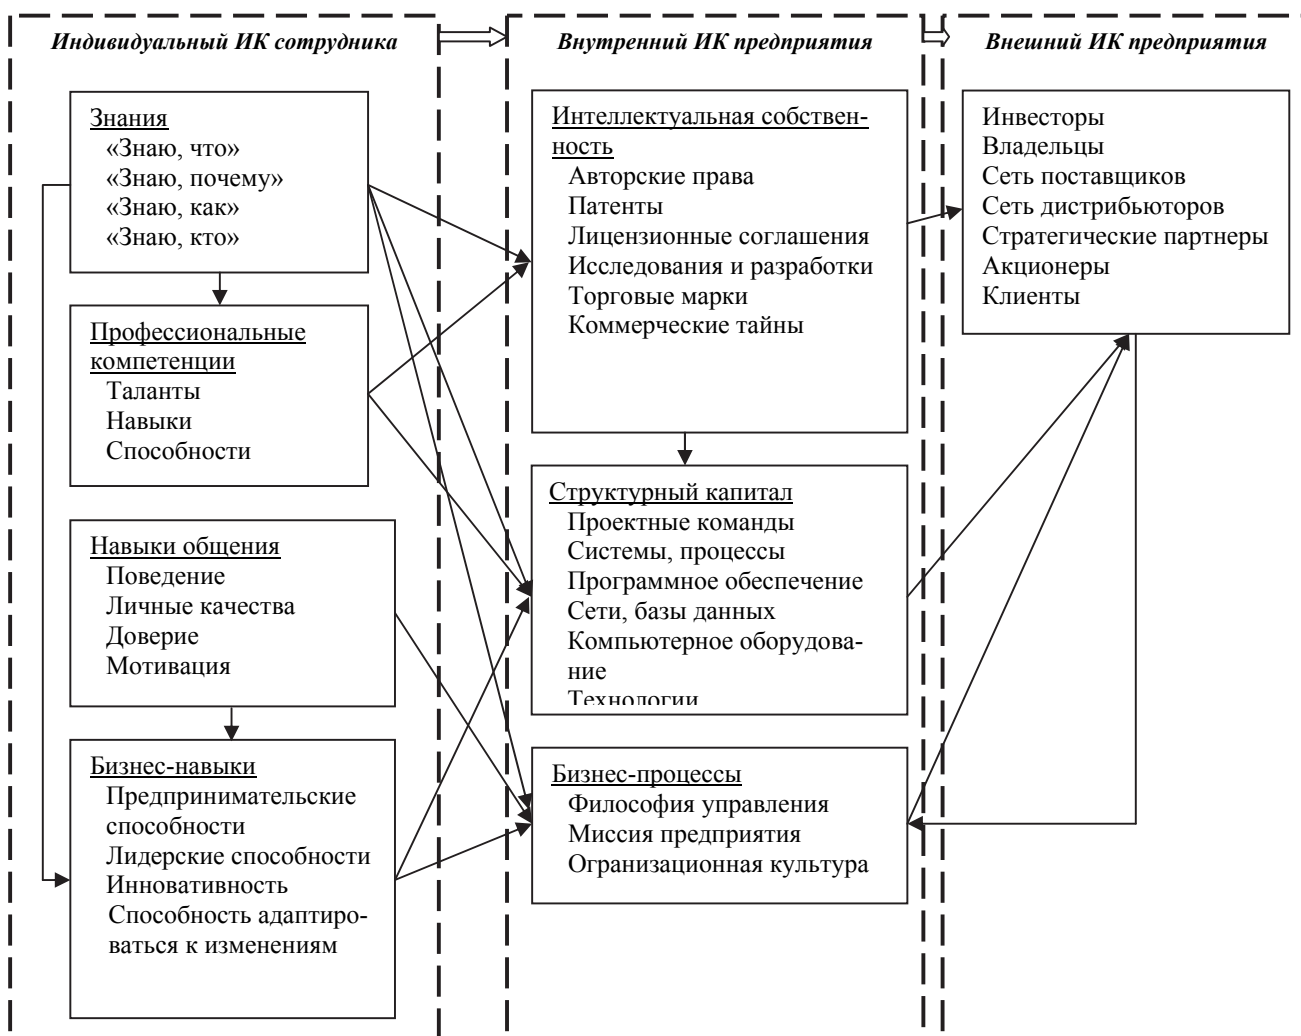 Индивидуальный ИК сотрудника
Знания
«Знаю, что»
«Знаю, почему»
«Знаю, как»
«Знаю, кто»
Профессиональные
компетенции
Таланты
Навыки
Способности
Навыки общения
Поведение
Личные качества
Доверие
Мотивация
Бизнес-навыки
Предпринимательские
способности
Лидерские способности
Инновативность
Способность адаптиро-
ваться к изменениям
Внутренний ИК предприятия
Интеллектуальная собствен-
ность
Авторские права
Патенты
Лицензионные соглашения
Исследования и разработки
Торговые марки
Коммерческие тайны
Структурный капитал
Проектные команды
Системы, процессы
Программное обеспечение
Сети, базы данных
Компьютерное оборудова-
ние
Технологии
Бизнес-процессы
Философия управления
Миссия предприятия
Огранизационная культура
Внешний ИК предприятия
Инвесторы
Владельцы
Сеть поставщиков
Сеть дистрибьюторов
Стратегические партнеры
Акционеры
Клиенты